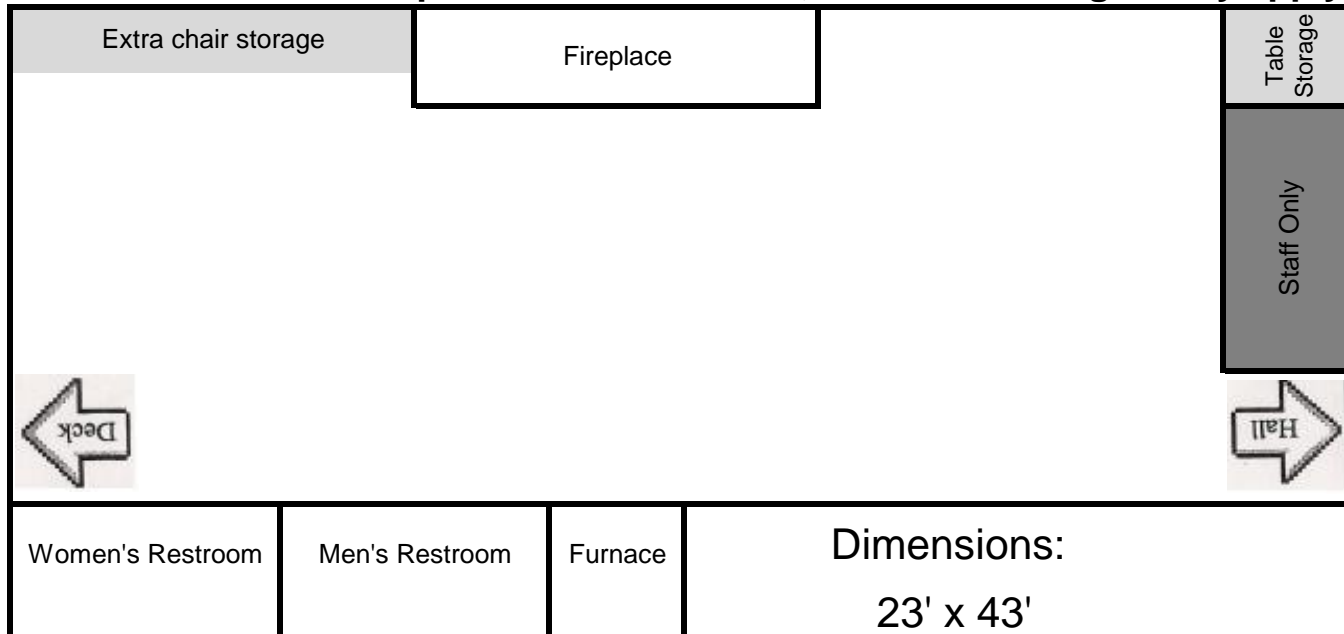 Extra chair storage
Fireplace
Table
Storage
Staff Only
Deck
Hall
Women's Restroom
Men's Restroom
Furnace
Dimensions:
23' x 43'